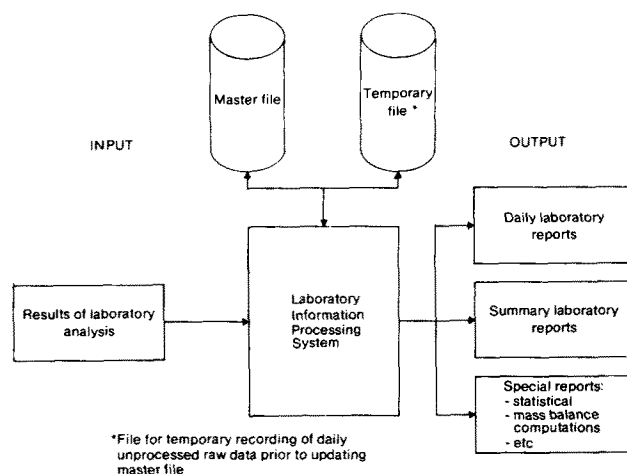 Master file
Temporary
file *
INPUT
OUTPUT
Results of laboratory
analysis
Laboratory
Information
Processing
System
Daily laboratory
reports
Summary laboratory
reports
Special reports:
- statistical
- mass balance
computations
- etc
*File for temporary recording of daily
unprocessed raw data prior to updating
master file